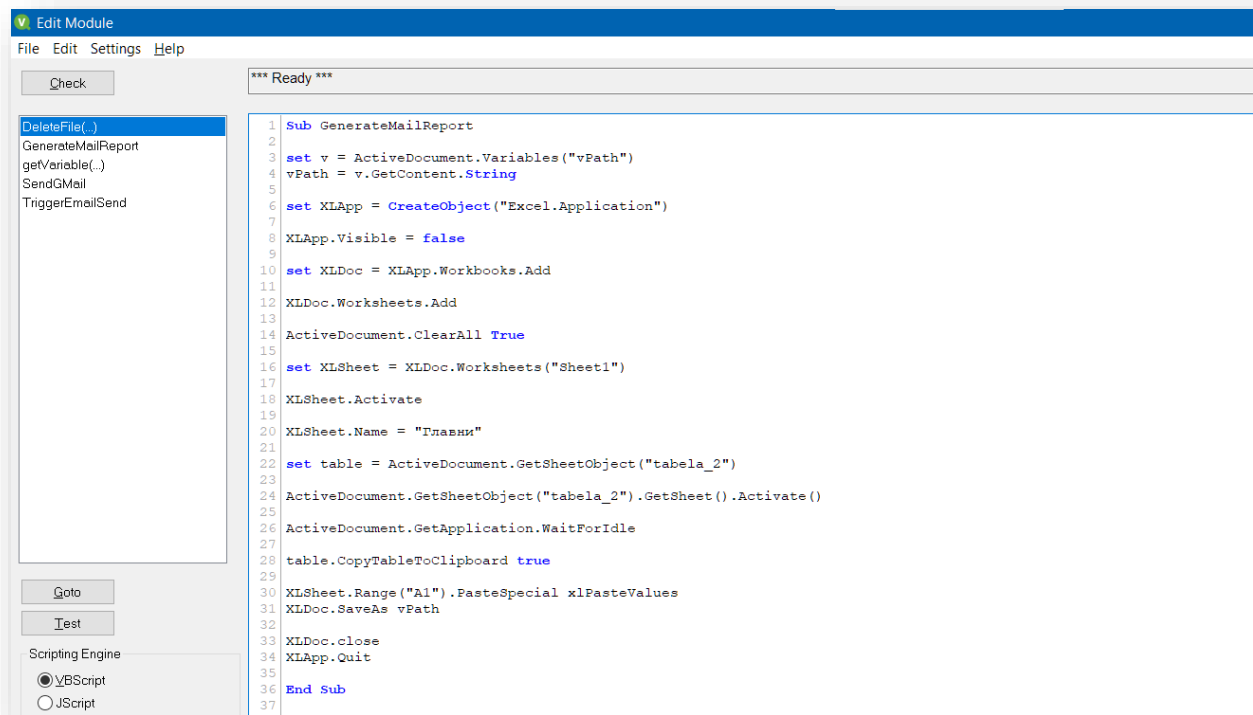 Edit Module
File Edit Settings Help
Check
*** Ready ***
DeleteFile(...)
GenerateMailReport
getVariable(...)
SendGMail
TriggerEmailSend
1 Sub GenerateMailReport
2
3 set v = ActiveDocument.Variables("vPath")
4 vPath = v.GetContent.String
5
6 set XLApp = CreateObject("Excel.Application")
7
8 XLApp.Visible = false
9
10 set XLDoc = XLApp.Workbooks.Add
11
12 XLDoc.Worksheets.Add
13
14 ActiveDocument.ClearAll True
15
16 set XLSheet = XLDoc.Worksheets("Sheet1")
17
18 XLSheet.Activate
19
20 XLSheet.Name = "Главни"
21
22 set table = ActiveDocument.GetSheetObject("tabela_2")
23
24 ActiveDocument.GetSheetObject("tabela_2").GetSheet().Activate()
25
26 ActiveDocument.GetApplication.WaitForIdle
27
28 table.CopyTableToClipboard true
29
30 XLSheet.Range("A1").PasteSpecial xlPasteValues
31 XLDoc.SaveAs vPath
32
33 XLDoc.close
34 XLApp.Quit
35
36 End Sub
37
Goto
Test
Scripting Engine
VBScript
JScript